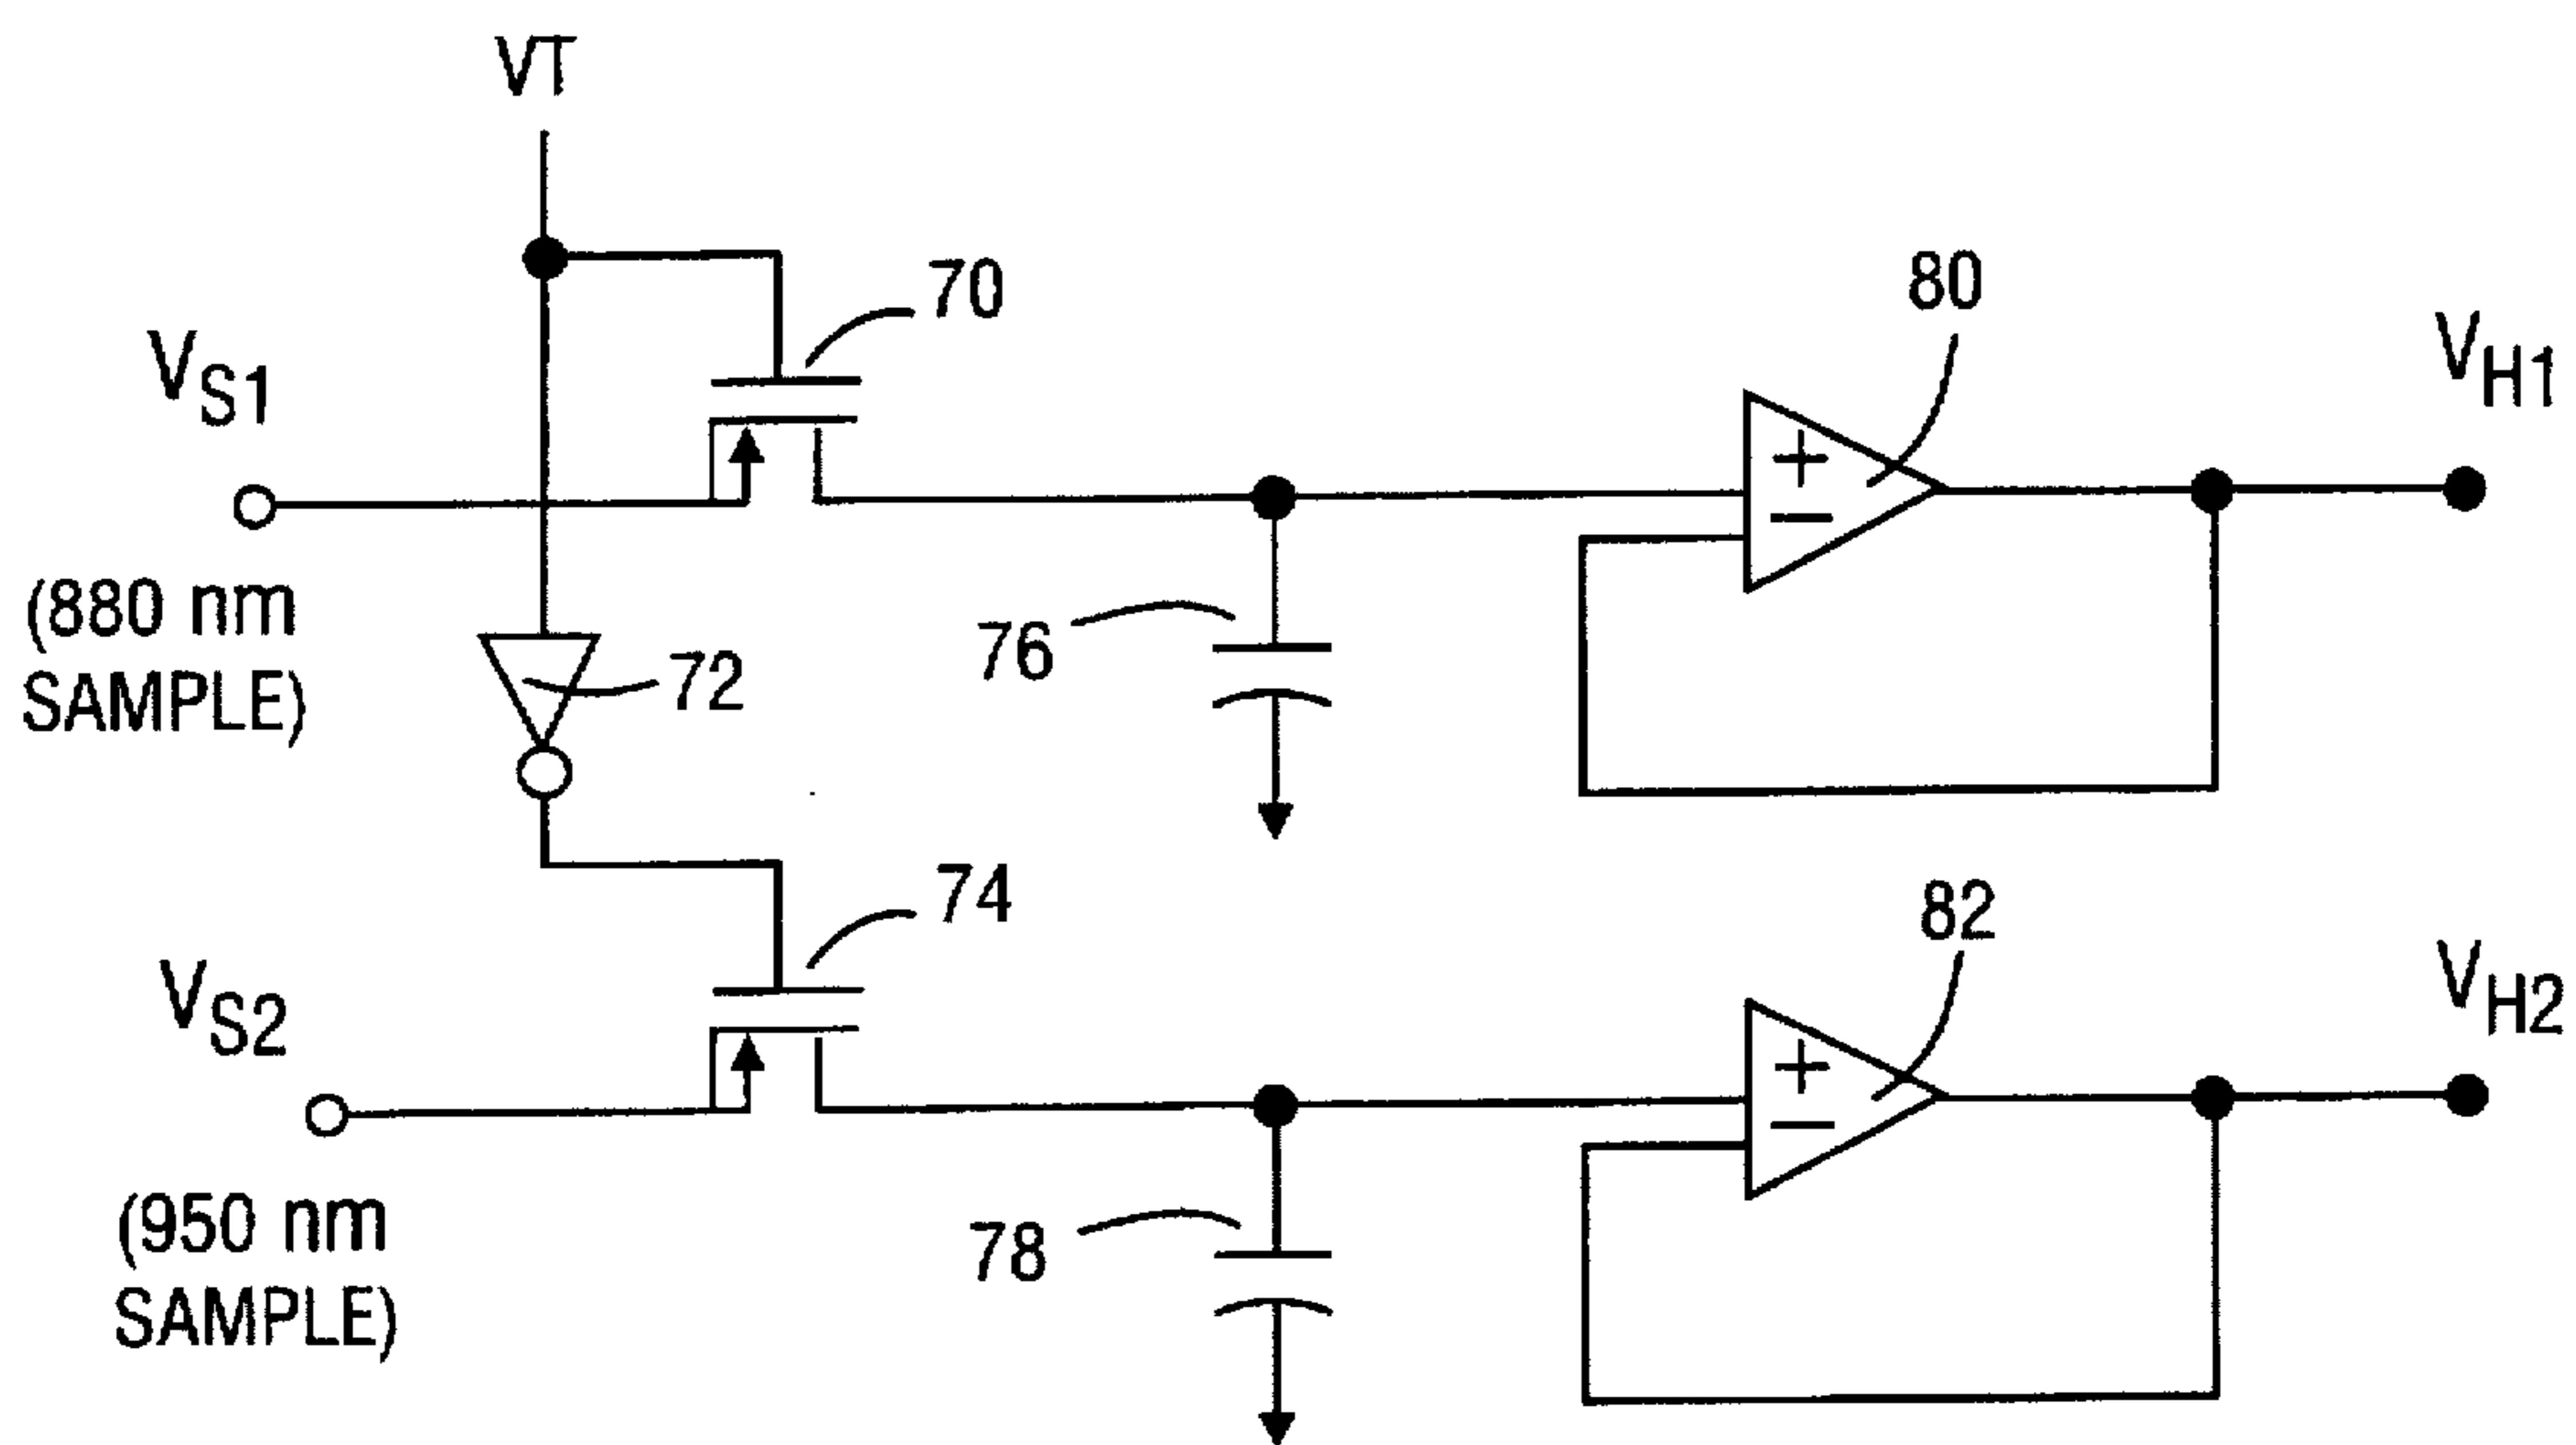 VT
70
80
V_S1
V_H1
(880 nm
SAMPLE)
+
−
76
72
74
82
V_S2
V_H2
(950 nm
SAMPLE)
+
−
78